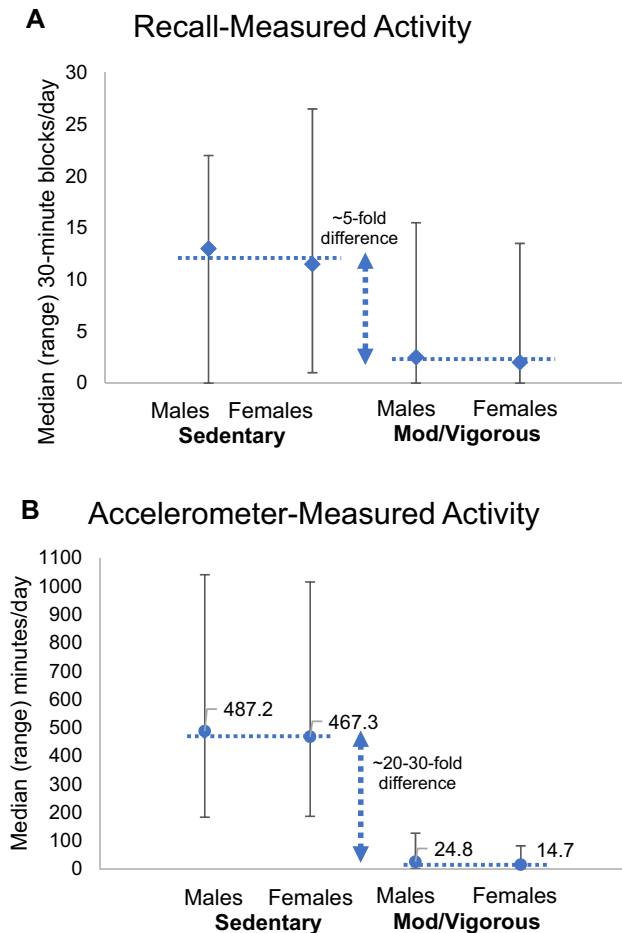 A
Recall-Measured Activity
Median (range) 30-minute blocks/day
30
25
20
15
10
5
0
~5-fold
difference
Males Females Males Females
Sedentary Mod/Vigorous
B
Accelerometer-Measured Activity
Median (range) minutes/day
1100
1000
900
800
700
600
500
400
300
200
100
0
487.2
467.3
~20-30-fold
difference
24.8
14.7
Males Females Males Females
Sedentary Mod/Vigorous